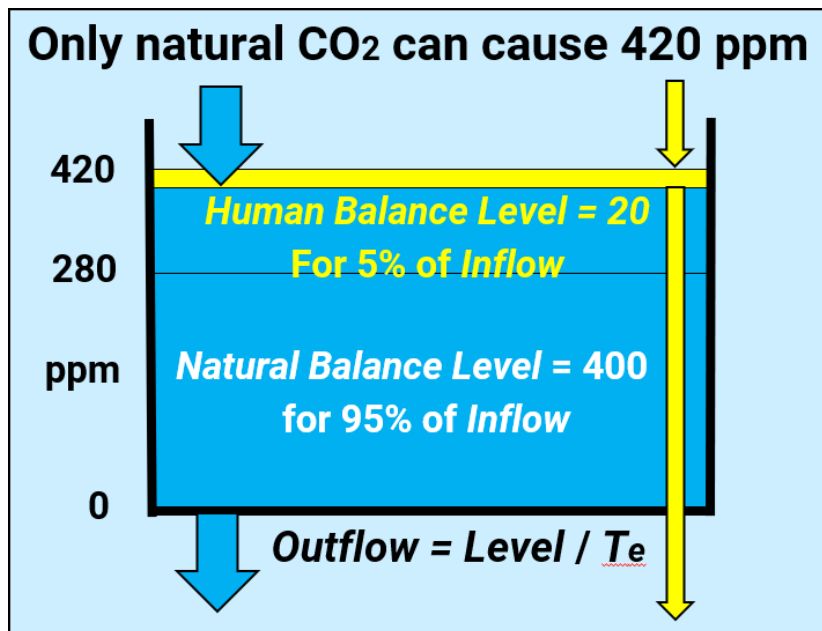 Only natural CO2 can cause 420 ppm
420
Human Balance Level = 20
For 5% of Inflow
280
ppm
Natural Balance Level = 400
for 95% of Inflow
0
Outflow = Level / Te